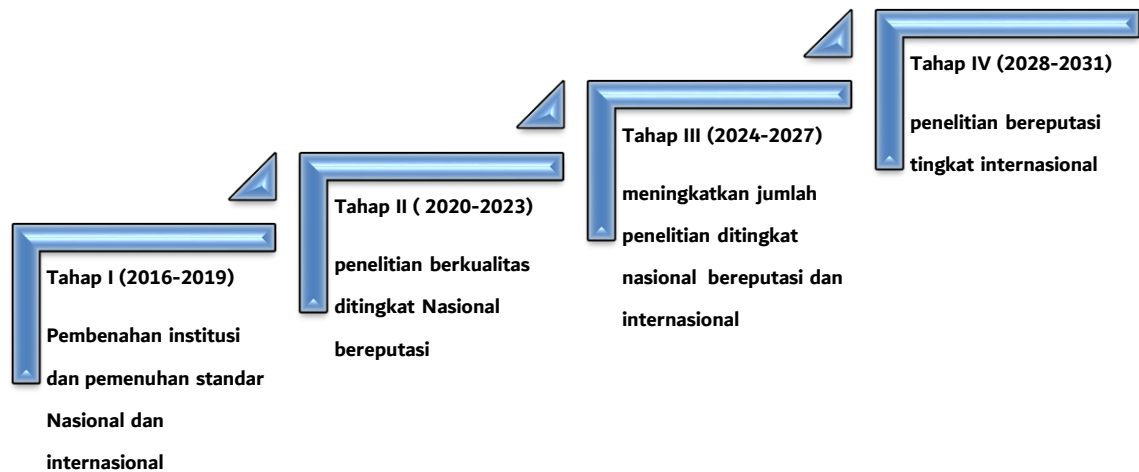 Tahap I (2016-2019)
Pembenahan institusi
dan pemenuhan standar
Nasional dan
internasional
Tahap II ( 2020-2023)
penelitian berkualitas
ditingkat Nasional
bereputasi
Tahap III (2024-2027)
meningkatkan jumlah
penelitian ditingkat
nasional  bereputasi dan
internasional
Tahap IV (2028-2031)
penelitian bereputasi
tingkat internasional